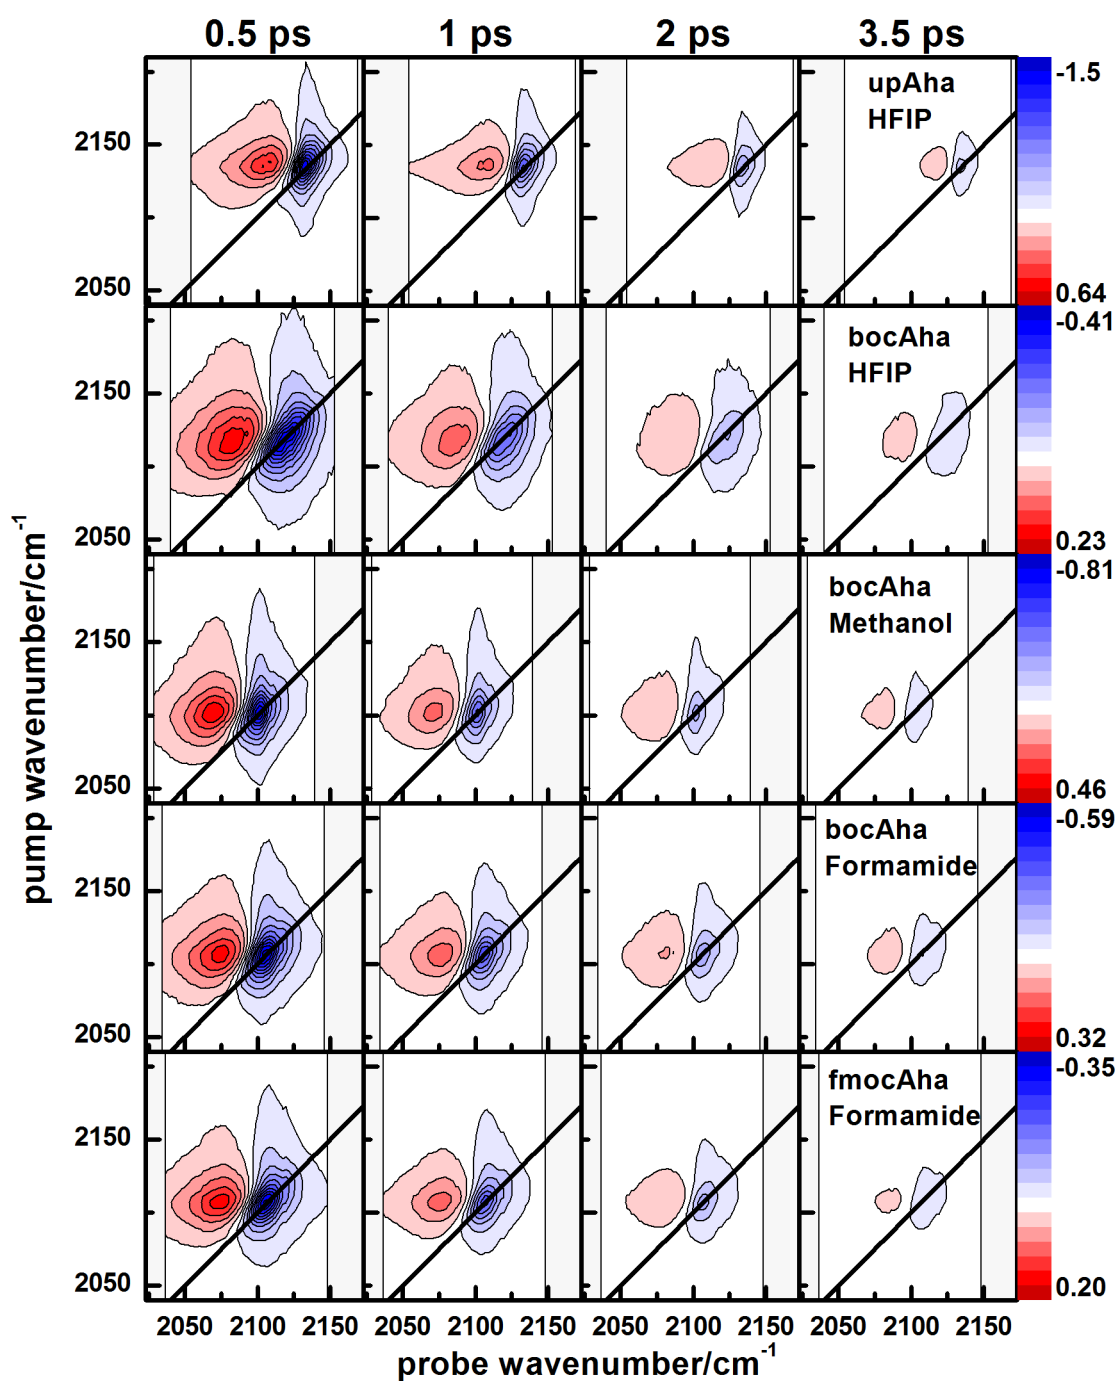 0.5 ps 1 ps 2 ps 3.5 ps
upAha
HFIP
-1.5
2150
2050
0.64
bocAha
HFIP
-0.41
2150
2050
0.23
bocAha
Methanol
-0.81
2150
2050
0.46
bocAha
Formamide
-0.59
2150
2050
0.32
fmocAha
Formamide
-0.35
2150
2050
0.20
2050 2100 2150 2050 2100 2150 2050 2100 2150 2050 2100 2150
probe wavenumber/cm⁻¹
pump wavenumber/cm⁻¹